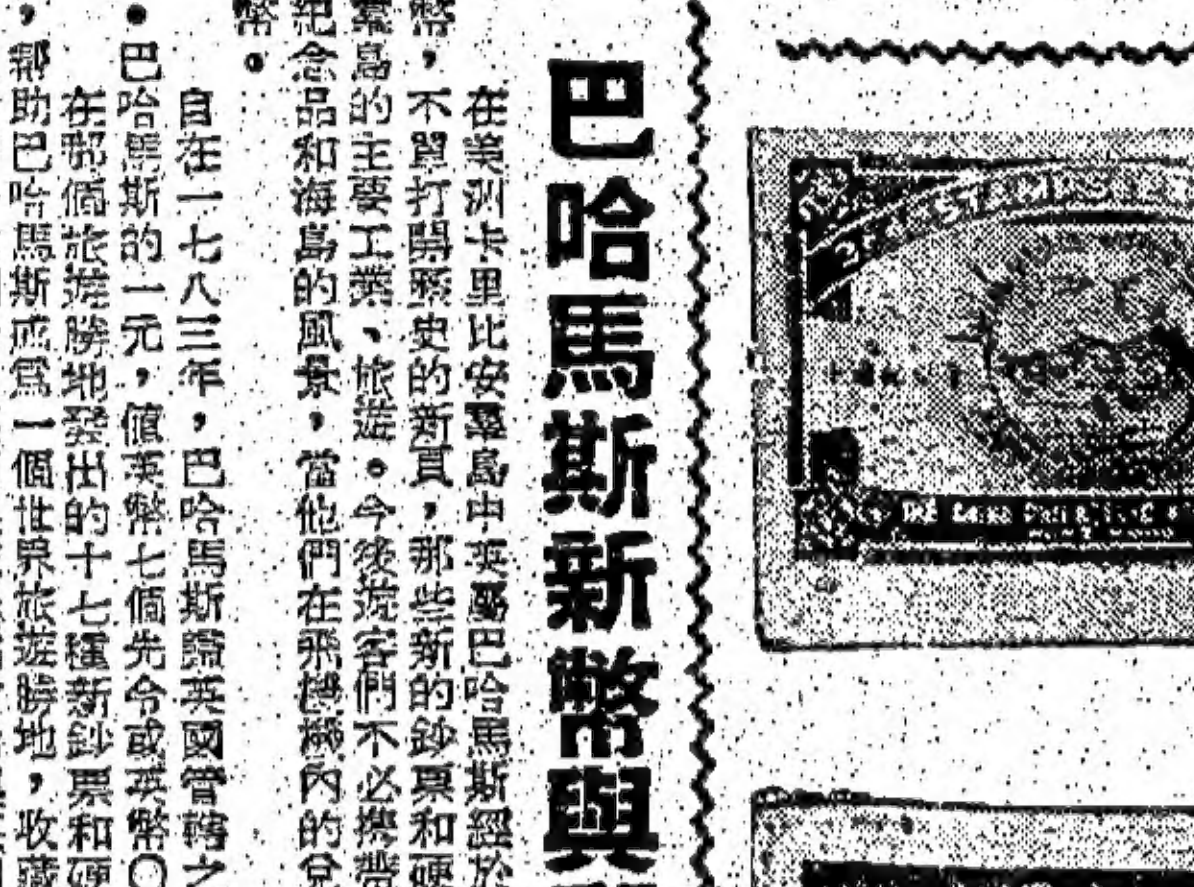 巴哈馬斯新幣與
在美洲卡里比安羣島中英屬巴哈馬斯經於
幣,不單打開歷史的新頁,那些新的鈔票和硬
羣島的主要工業、旅遊。今後遊客們不必攜帶
紀念品和海島的風景,當他們在飛機內的兌
幣。
自在一七八三年,巴哈馬斯歸英國管轄之
。巴哈馬斯的一元,值英幣七個先令或英幣〇
在那個旅遊勝地發出的十七種新鈔票和硬
,幫助巴哈馬斯成爲一個世界旅遊勝地,收藏